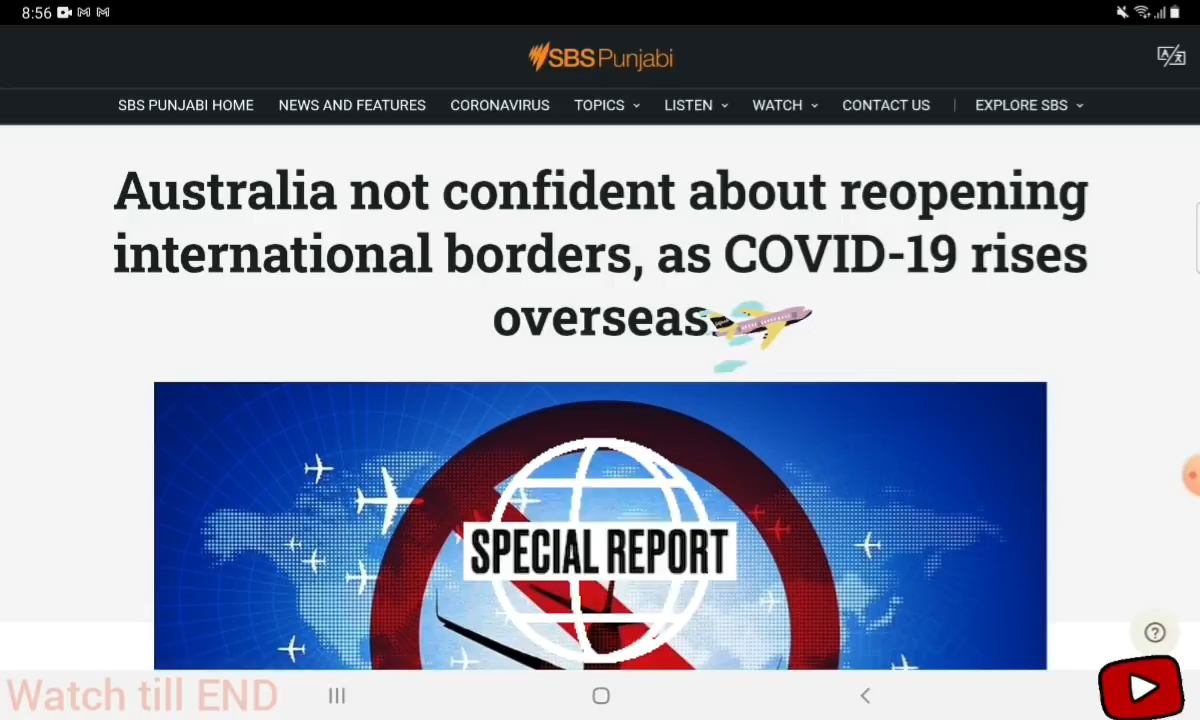 8:56
SBS Punjabi
SBS PUNJABI HOME NEWS AND FEATURES CORONAVIRUS TOPICS LISTEN WATCH CONTACT US | EXPLORE SBS
Australia not confident about reopening
international borders, as COVID-19 rises
overseas
SPECIAL REPORT
Watch till END